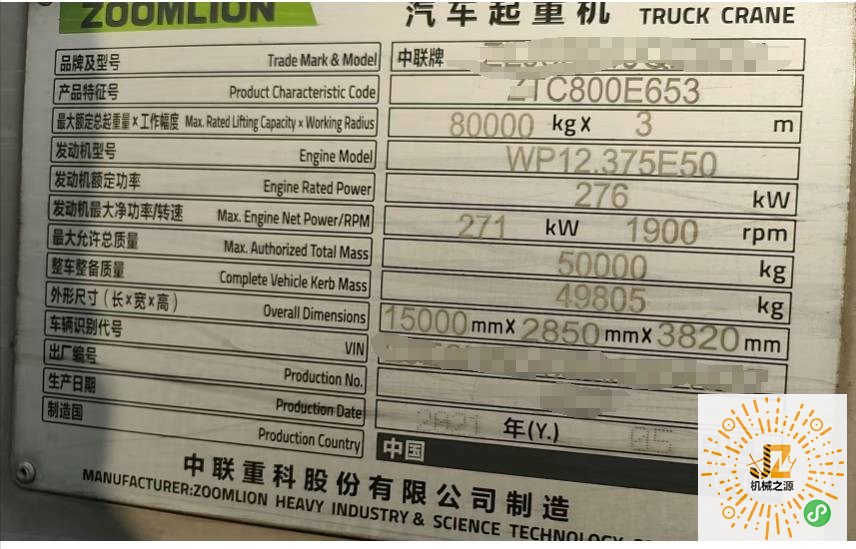 ZOOMLION 汽车起重机 TRUCK CRANE
品牌及型号 Trade Mark & Model 中联牌
产品特征号 Product Characteristic Code ZTC800E653
最大额定总起重量×工作幅度 Max. Rated Lifting Capacity × Working Radius 80000 kg X 3 m
发动机型号 Engine Model WP12.375E50
发动机额定功率 Engine Rated Power 276 kW
发动机最大净功率/转速 Max. Engine Net Power/RPM 271 kW 1900 rpm
最大允许总质量 Max. Authorized Total Mass 50000 kg
整车整备质量 Complete Vehicle Kerb Mass 49805 kg
外形尺寸(长×宽×高) Overall Dimensions 15000 mm X 2850 mm X 3820 mm
车辆识别代号 VIN
出厂编号 Production No.
生产日期 Production Date 2021 年(Y.) 05
制造国 Production Country 中国
中联重科股份有限公司制造
MANUFACTURER:ZOOMLION HEAVY INDUSTRY & SCIENCE TECHNOLOGY
JZ
机械之源